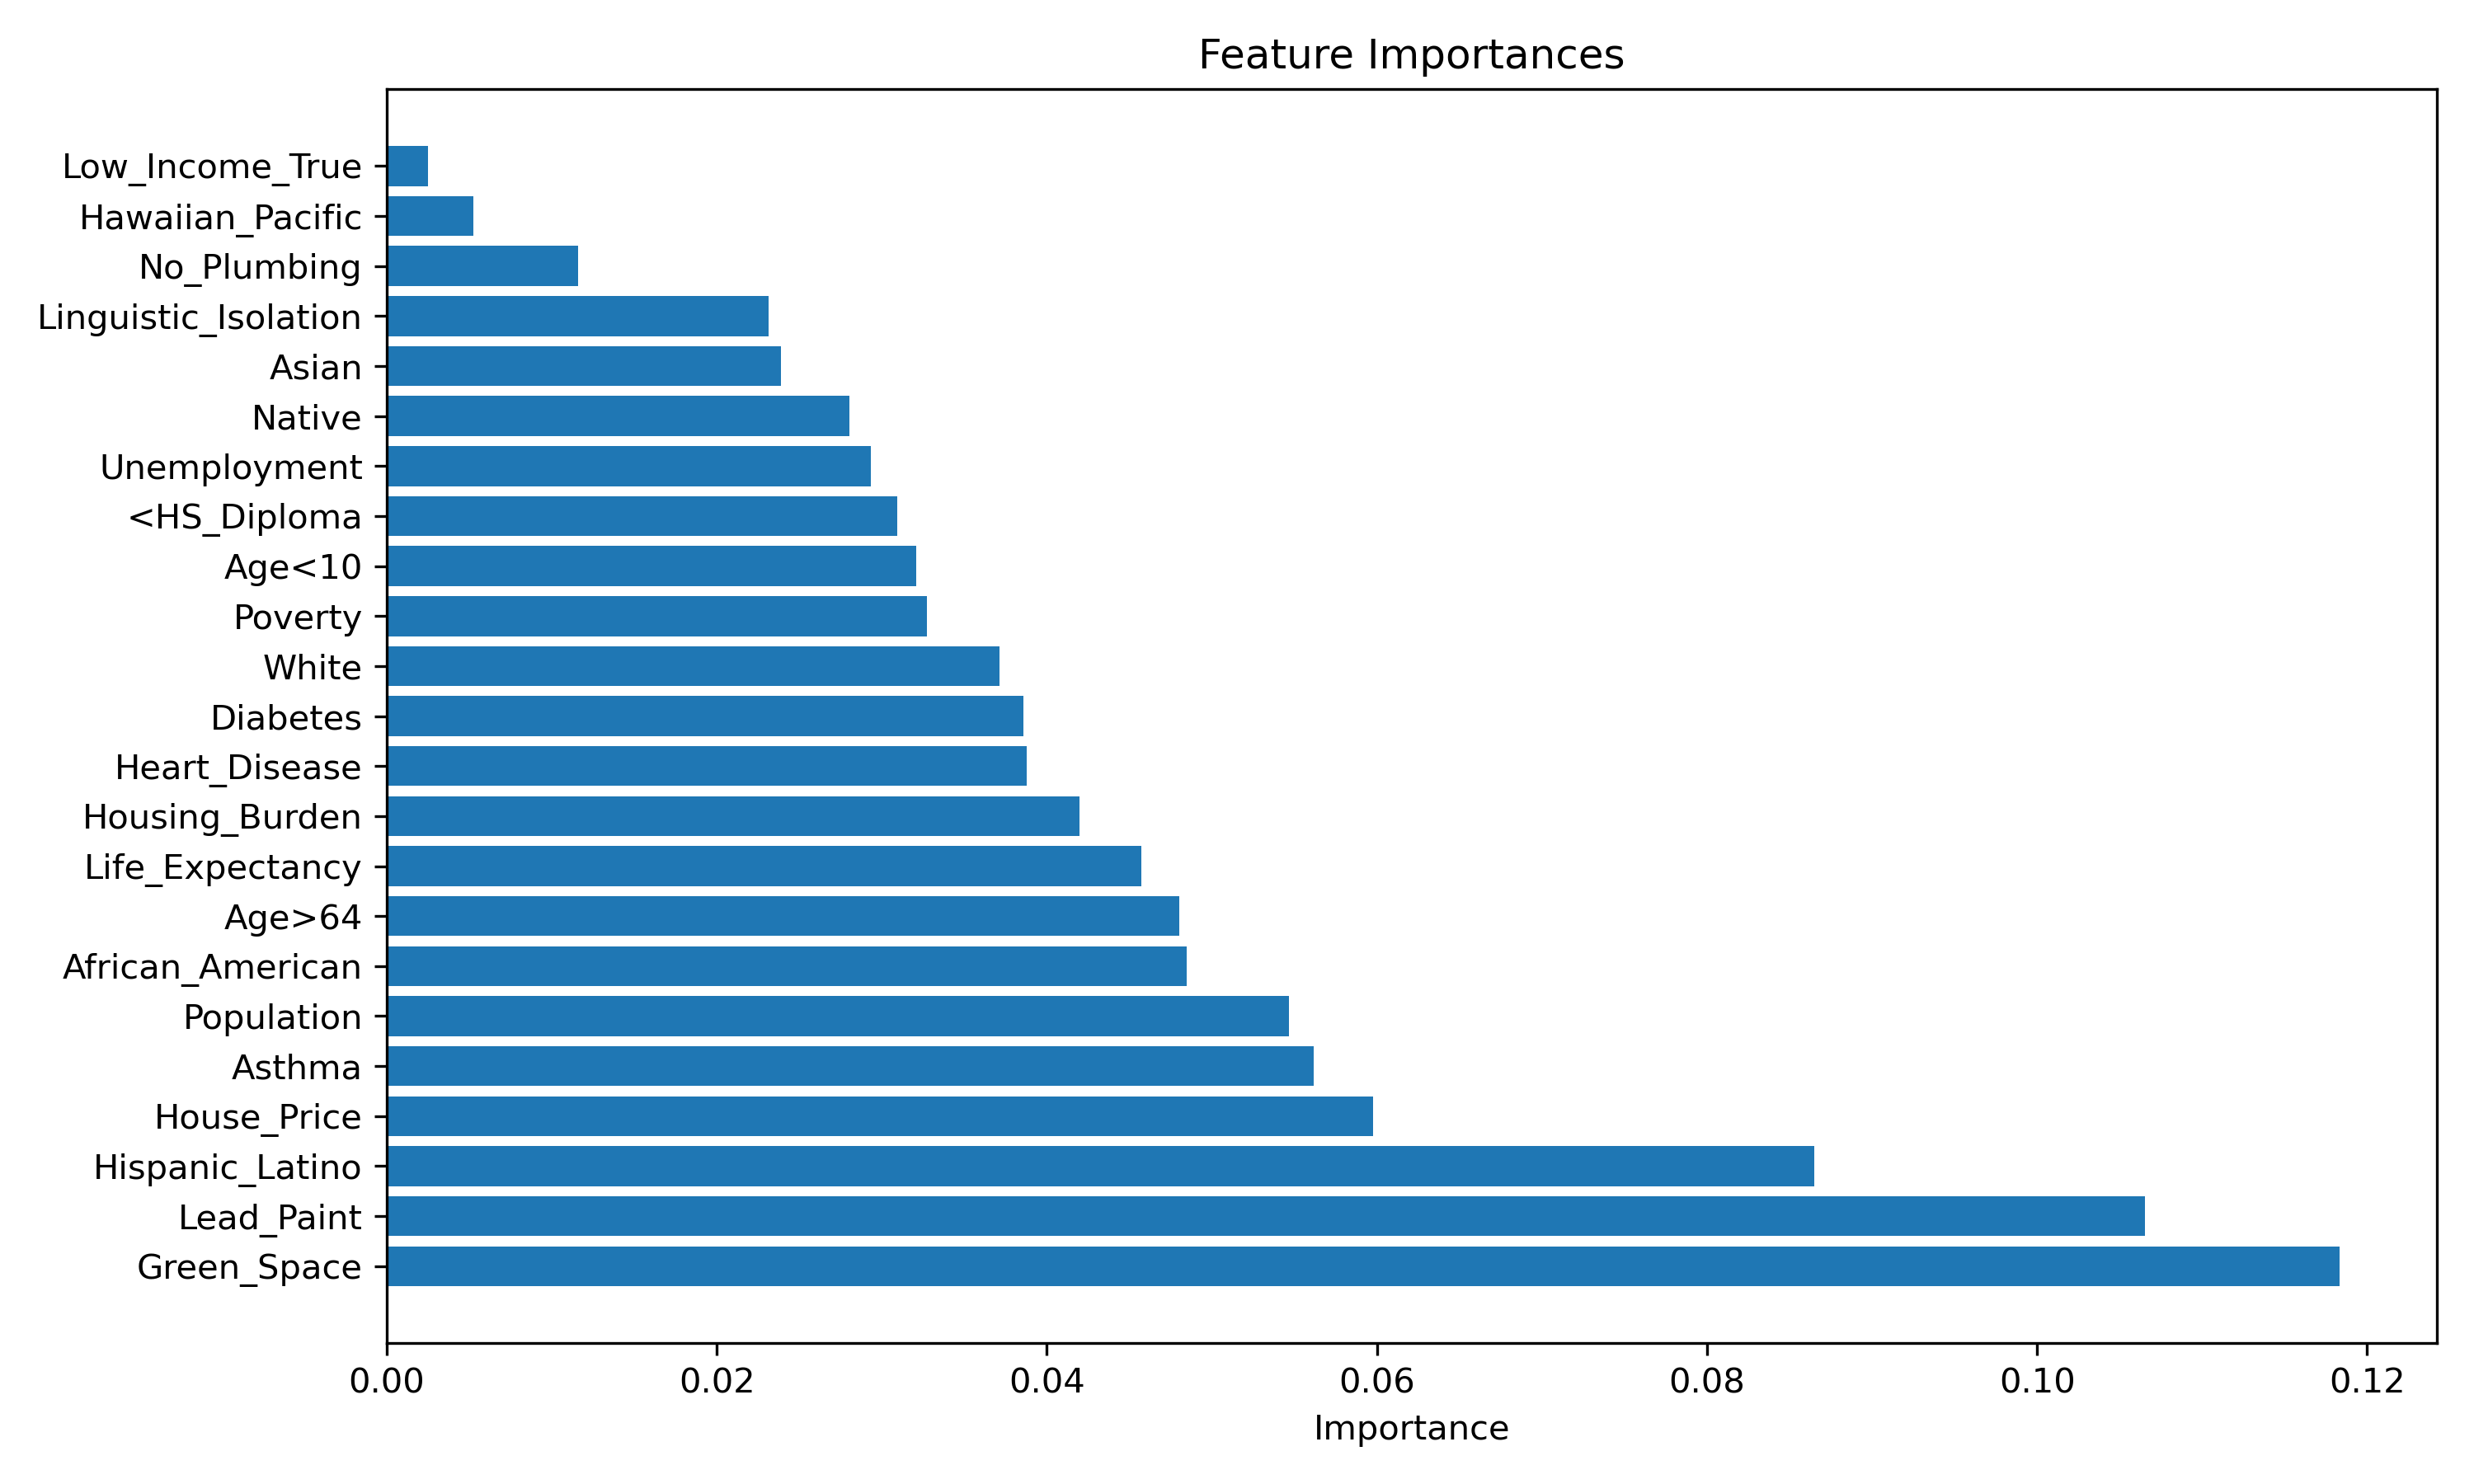 Feature Importances
Low_Income_True
Hawaiian_Pacific
No_Plumbing
Linguistic_Isolation
Asian
Native
Unemployment
<HS_Diploma
Age<10
Poverty
White
Diabetes
Heart_Disease
Housing_Burden
Life_Expectancy
Age>64
African_American
Population
Asthma
House_Price
Hispanic_Latino
Lead_Paint
Green_Space
0.00 0.02 0.04 0.06 0.08 0.10 0.12
Importance